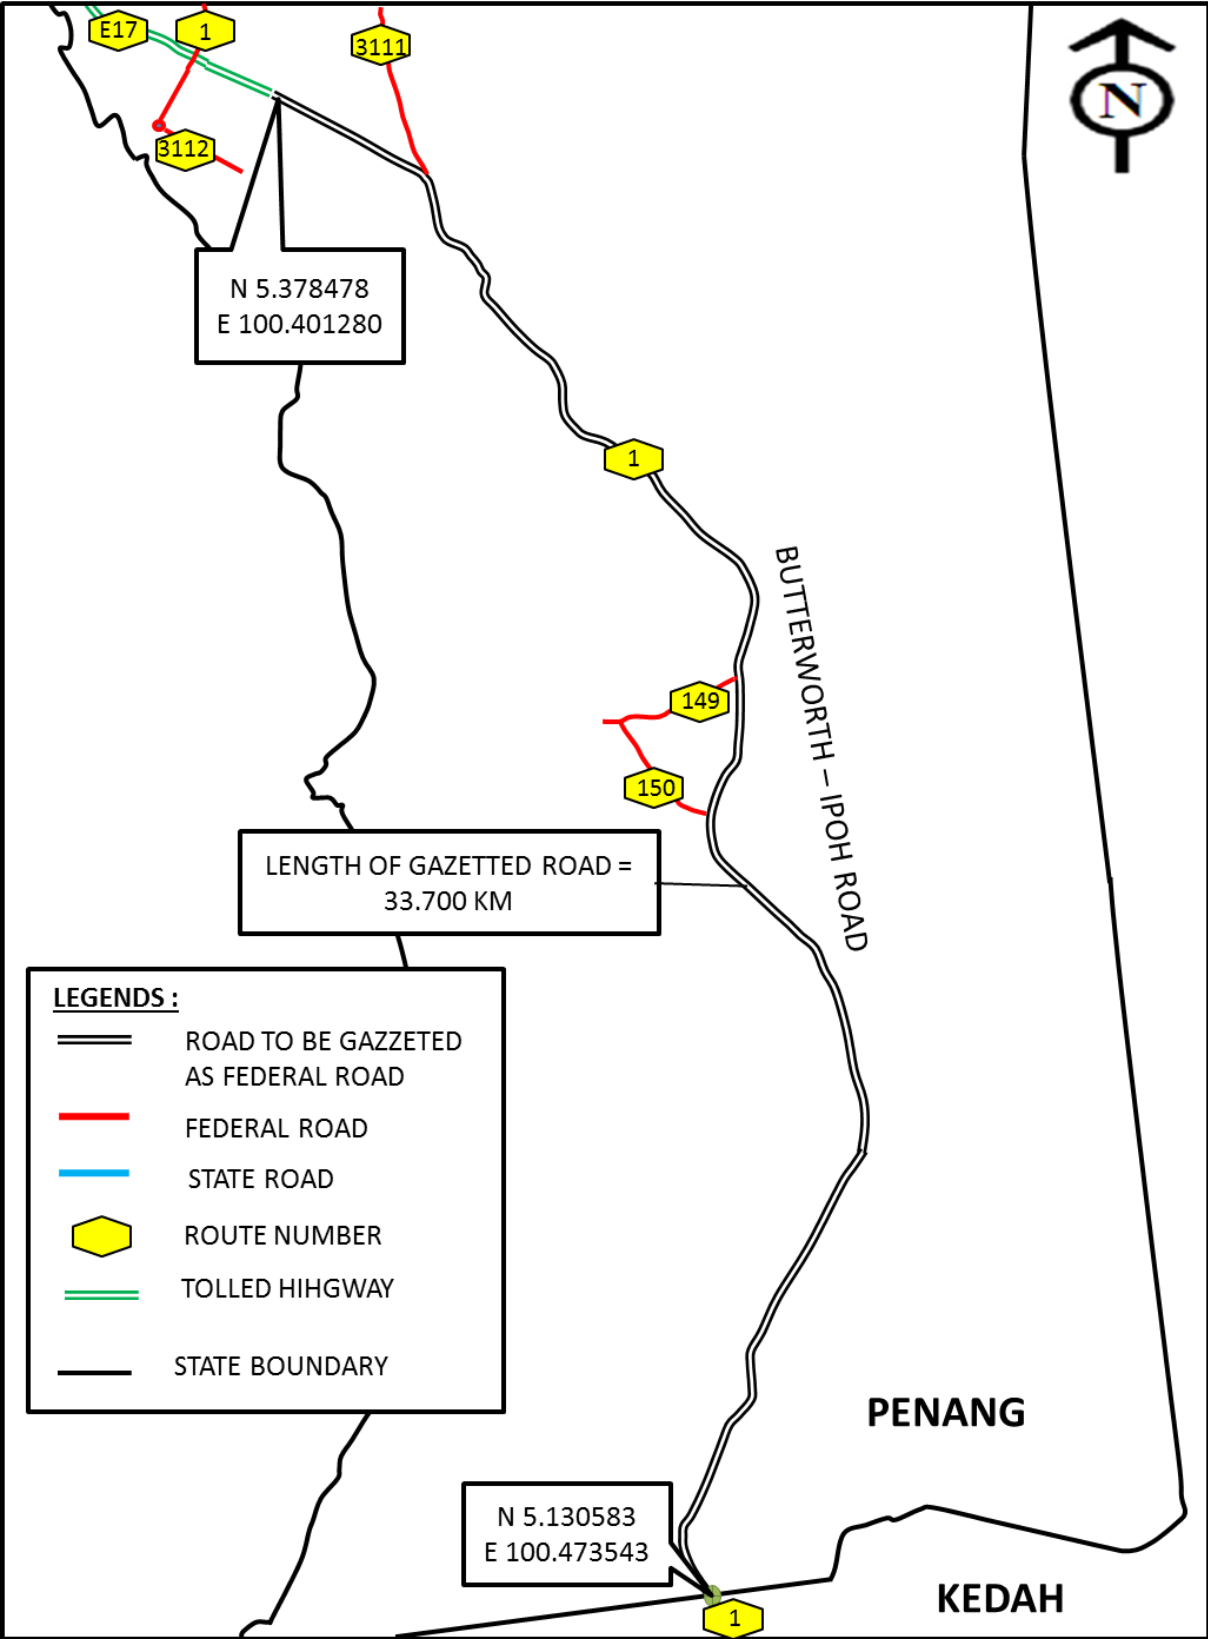 E17
1
3111
N
3112
N 5.378478
E 100.401280
1
BUTTERWORTH – IPOH ROAD
149
150
LENGTH OF GAZETTED ROAD =
33.700 KM
LEGENDS :
ROAD TO BE GAZZETED
AS FEDERAL ROAD
FEDERAL ROAD
STATE ROAD
ROUTE NUMBER
TOLLED HIHGWAY
STATE BOUNDARY
PENANG
N 5.130583
E 100.473543
KEDAH
1